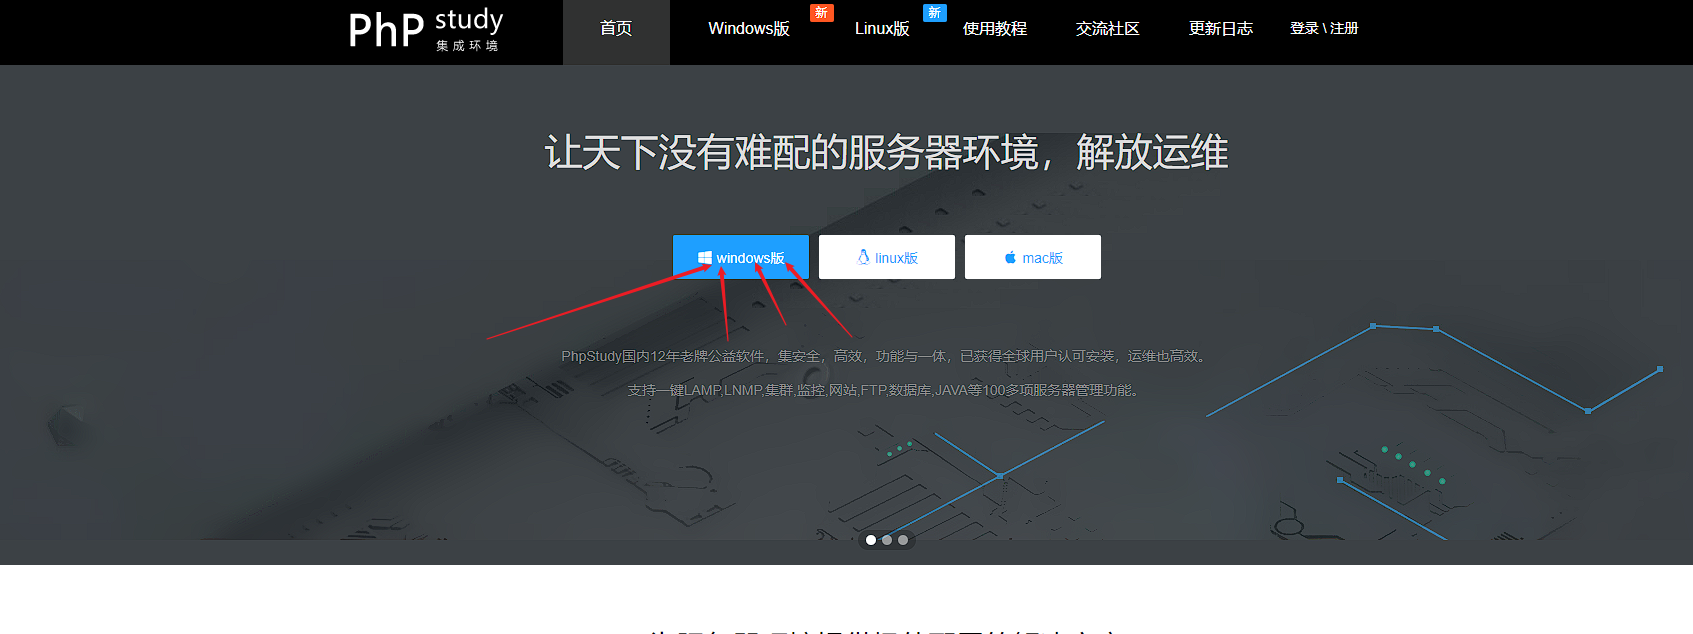 PhP study
集成环境
首页
Windows版
新
Linux版
新
使用教程
交流社区
更新日志
登录 \ 注册
让天下没有难配的服务器环境，解放运维
windows版
linux版
mac版
PhpStudy国内12年老牌公益软件，集安全，高效，功能与一体，已获得全球用户认可安装，运维也高效。
支持一键LAMP,LNMP,集群,监控,网站,FTP,数据库,JAVA等100多项服务器管理功能。